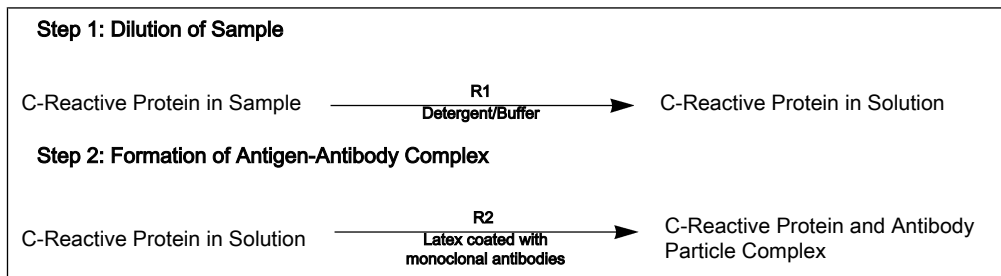 Step 1: Dilution of Sample
C-Reactive Protein in Sample
R1
Detergent/Buffer
C-Reactive Protein in Solution
Step 2: Formation of Antigen-Antibody Complex
C-Reactive Protein in Solution
R2
Latex coated with
monoclonal antibodies
C-Reactive Protein and Antibody
Particle Complex